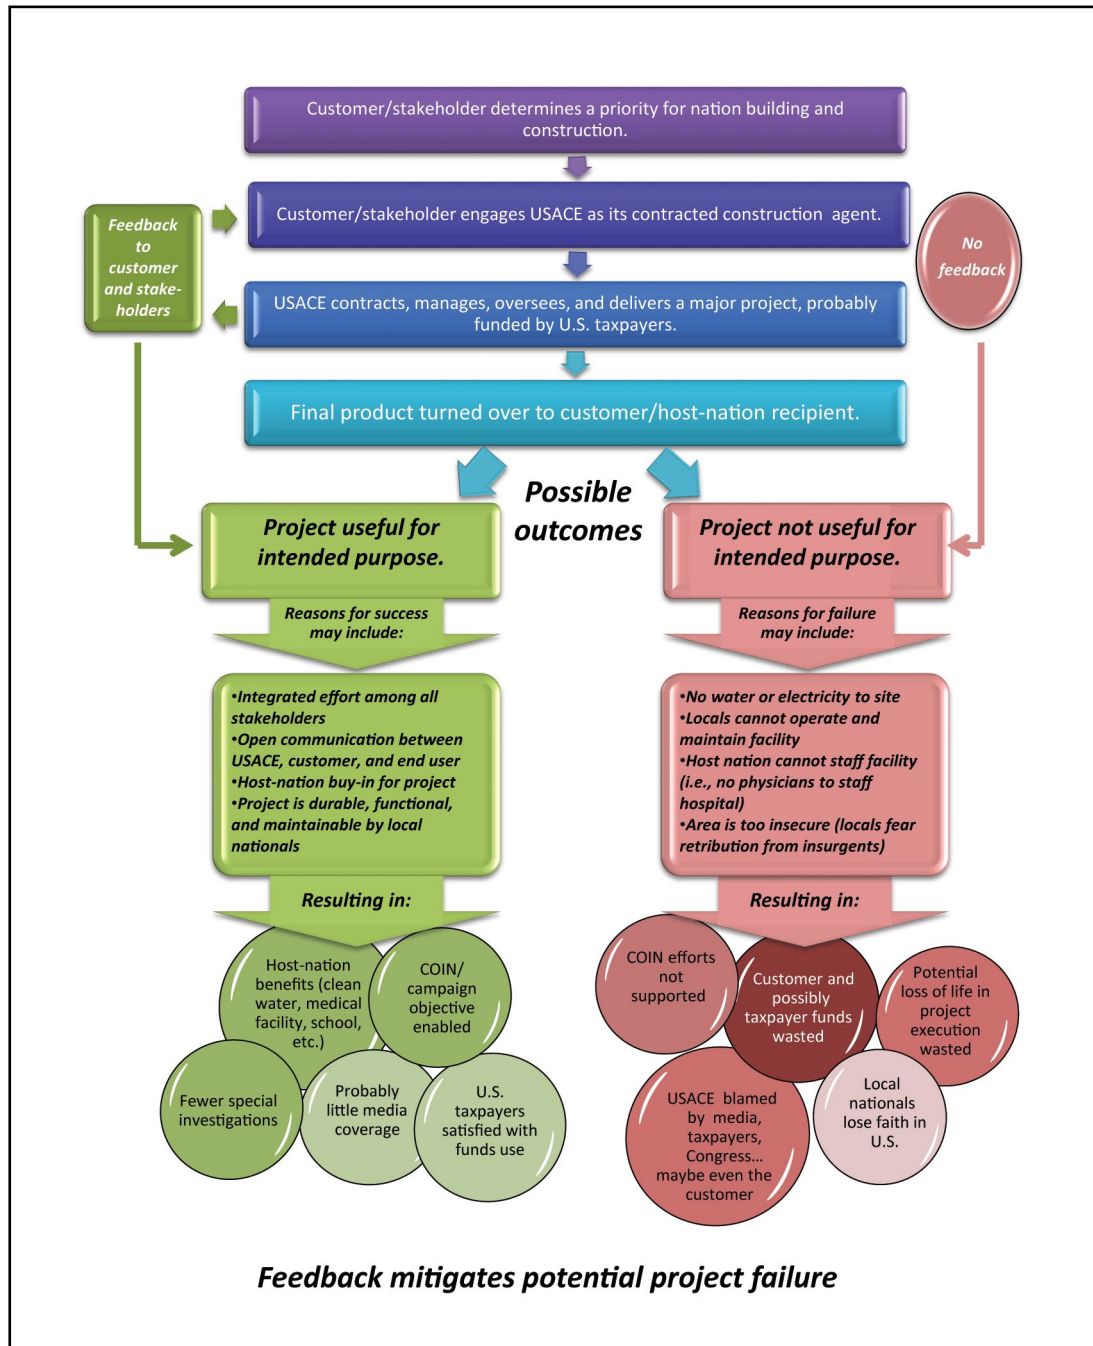 Customer/stakeholder determines a priority for nation building and
construction.
Customer/stakeholder engages USACE as its contracted construction agent.
Feedback
to
customer
and stake-
holders
No
feedback
USACE contracts, manages, oversees, and delivers a major project, probably
funded by U.S. taxpayers.
Final product turned over to customer/host-nation recipient.
Possible
outcomes
Project useful for
intended purpose.
Reasons for success
may include:
•Integrated effort among all
stakeholders
•Open communication between
USACE, customer, and end user
•Host-nation buy-in for project
•Project is durable, functional,
and maintainable by local
nationals
Resulting in:
Host-nation
benefits (clean
water, medical
facility, school,
etc.)
COIN/
campaign
objective
enabled
Fewer special
investigations
Probably
little media
coverage
U.S.
taxpayers
satisfied with
funds use
Project not useful for
intended purpose.
Reasons for failure
may include:
•No water or electricity to site
•Locals cannot operate and
maintain facility
•Host nation cannot staff facility
(i.e., no physicians to staff
hospital)
•Area is too insecure (locals fear
retribution from insurgents)
Resulting in:
COIN efforts
not
supported
Customer and
possibly
taxpayer funds
wasted
Potential
loss of life in
project
execution
wasted
USACE blamed
by media,
taxpayers,
Congress…
maybe even the
customer
Local
nationals
lose faith in
U.S.
Feedback mitigates potential project failure